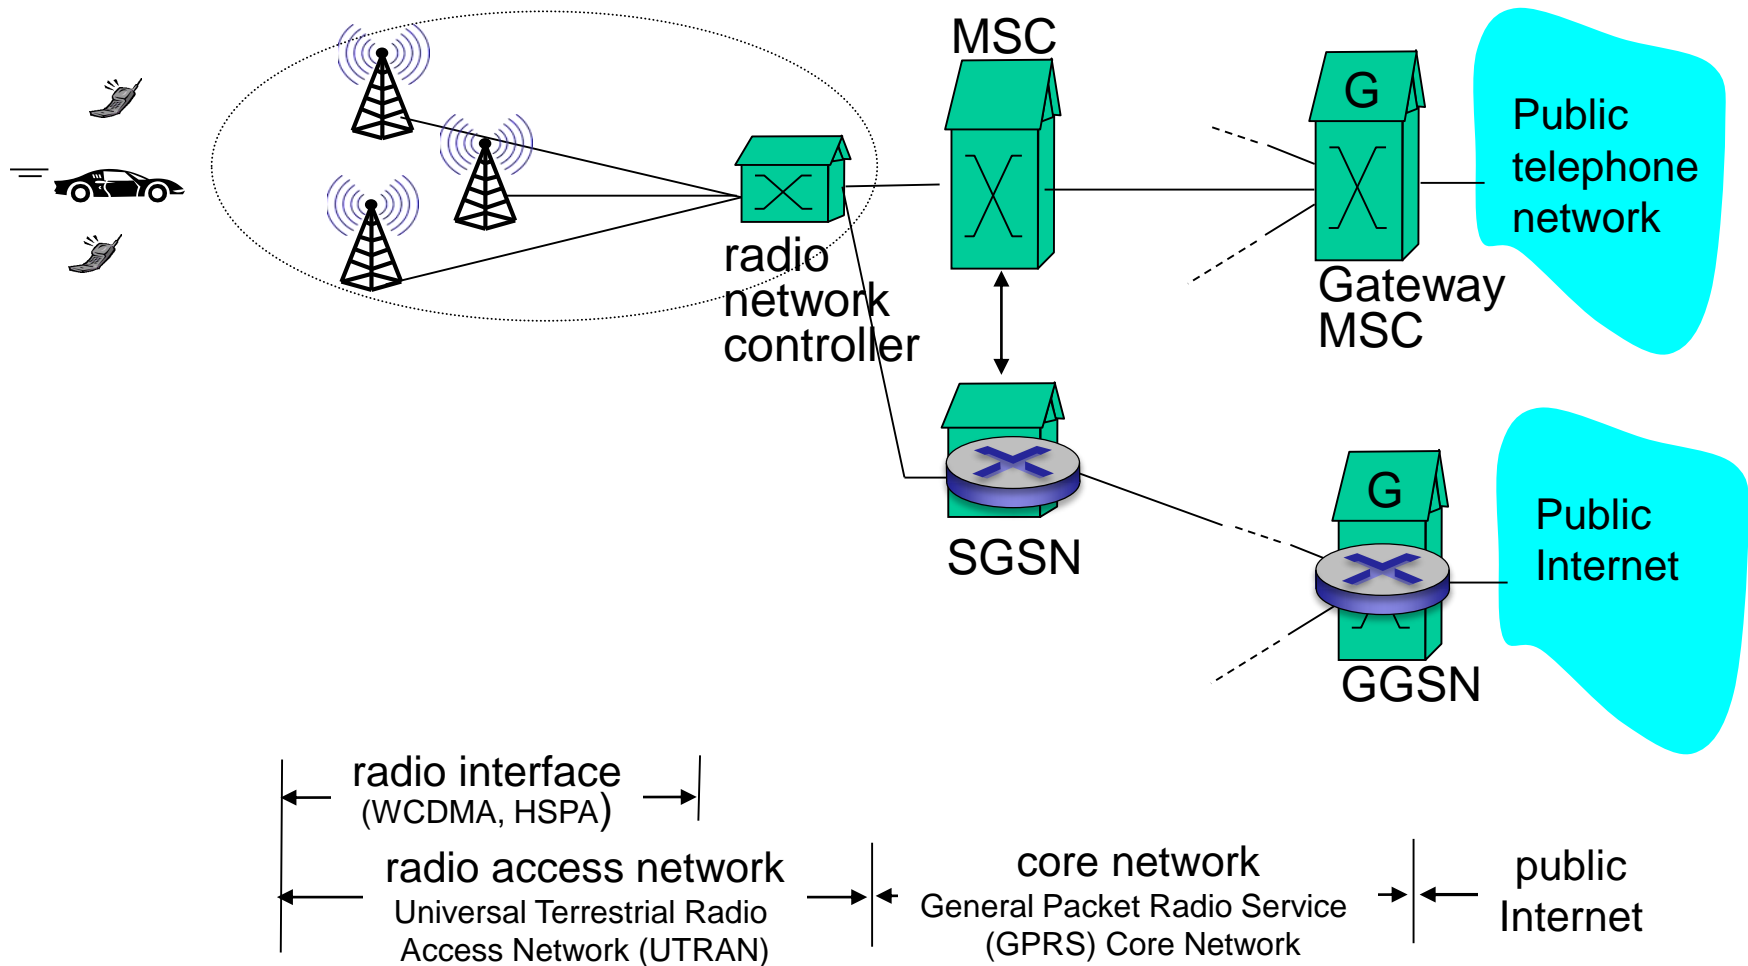 MSC
G
Public
telephone
network
radio
network
controller
Gateway
MSC
G
Public
Internet
SGSN
GGSN
radio interface
(WCDMA, HSPA)
radio access network
Universal Terrestrial Radio
Access Network (UTRAN)
core network
General Packet Radio Service
(GPRS) Core Network
public
Internet